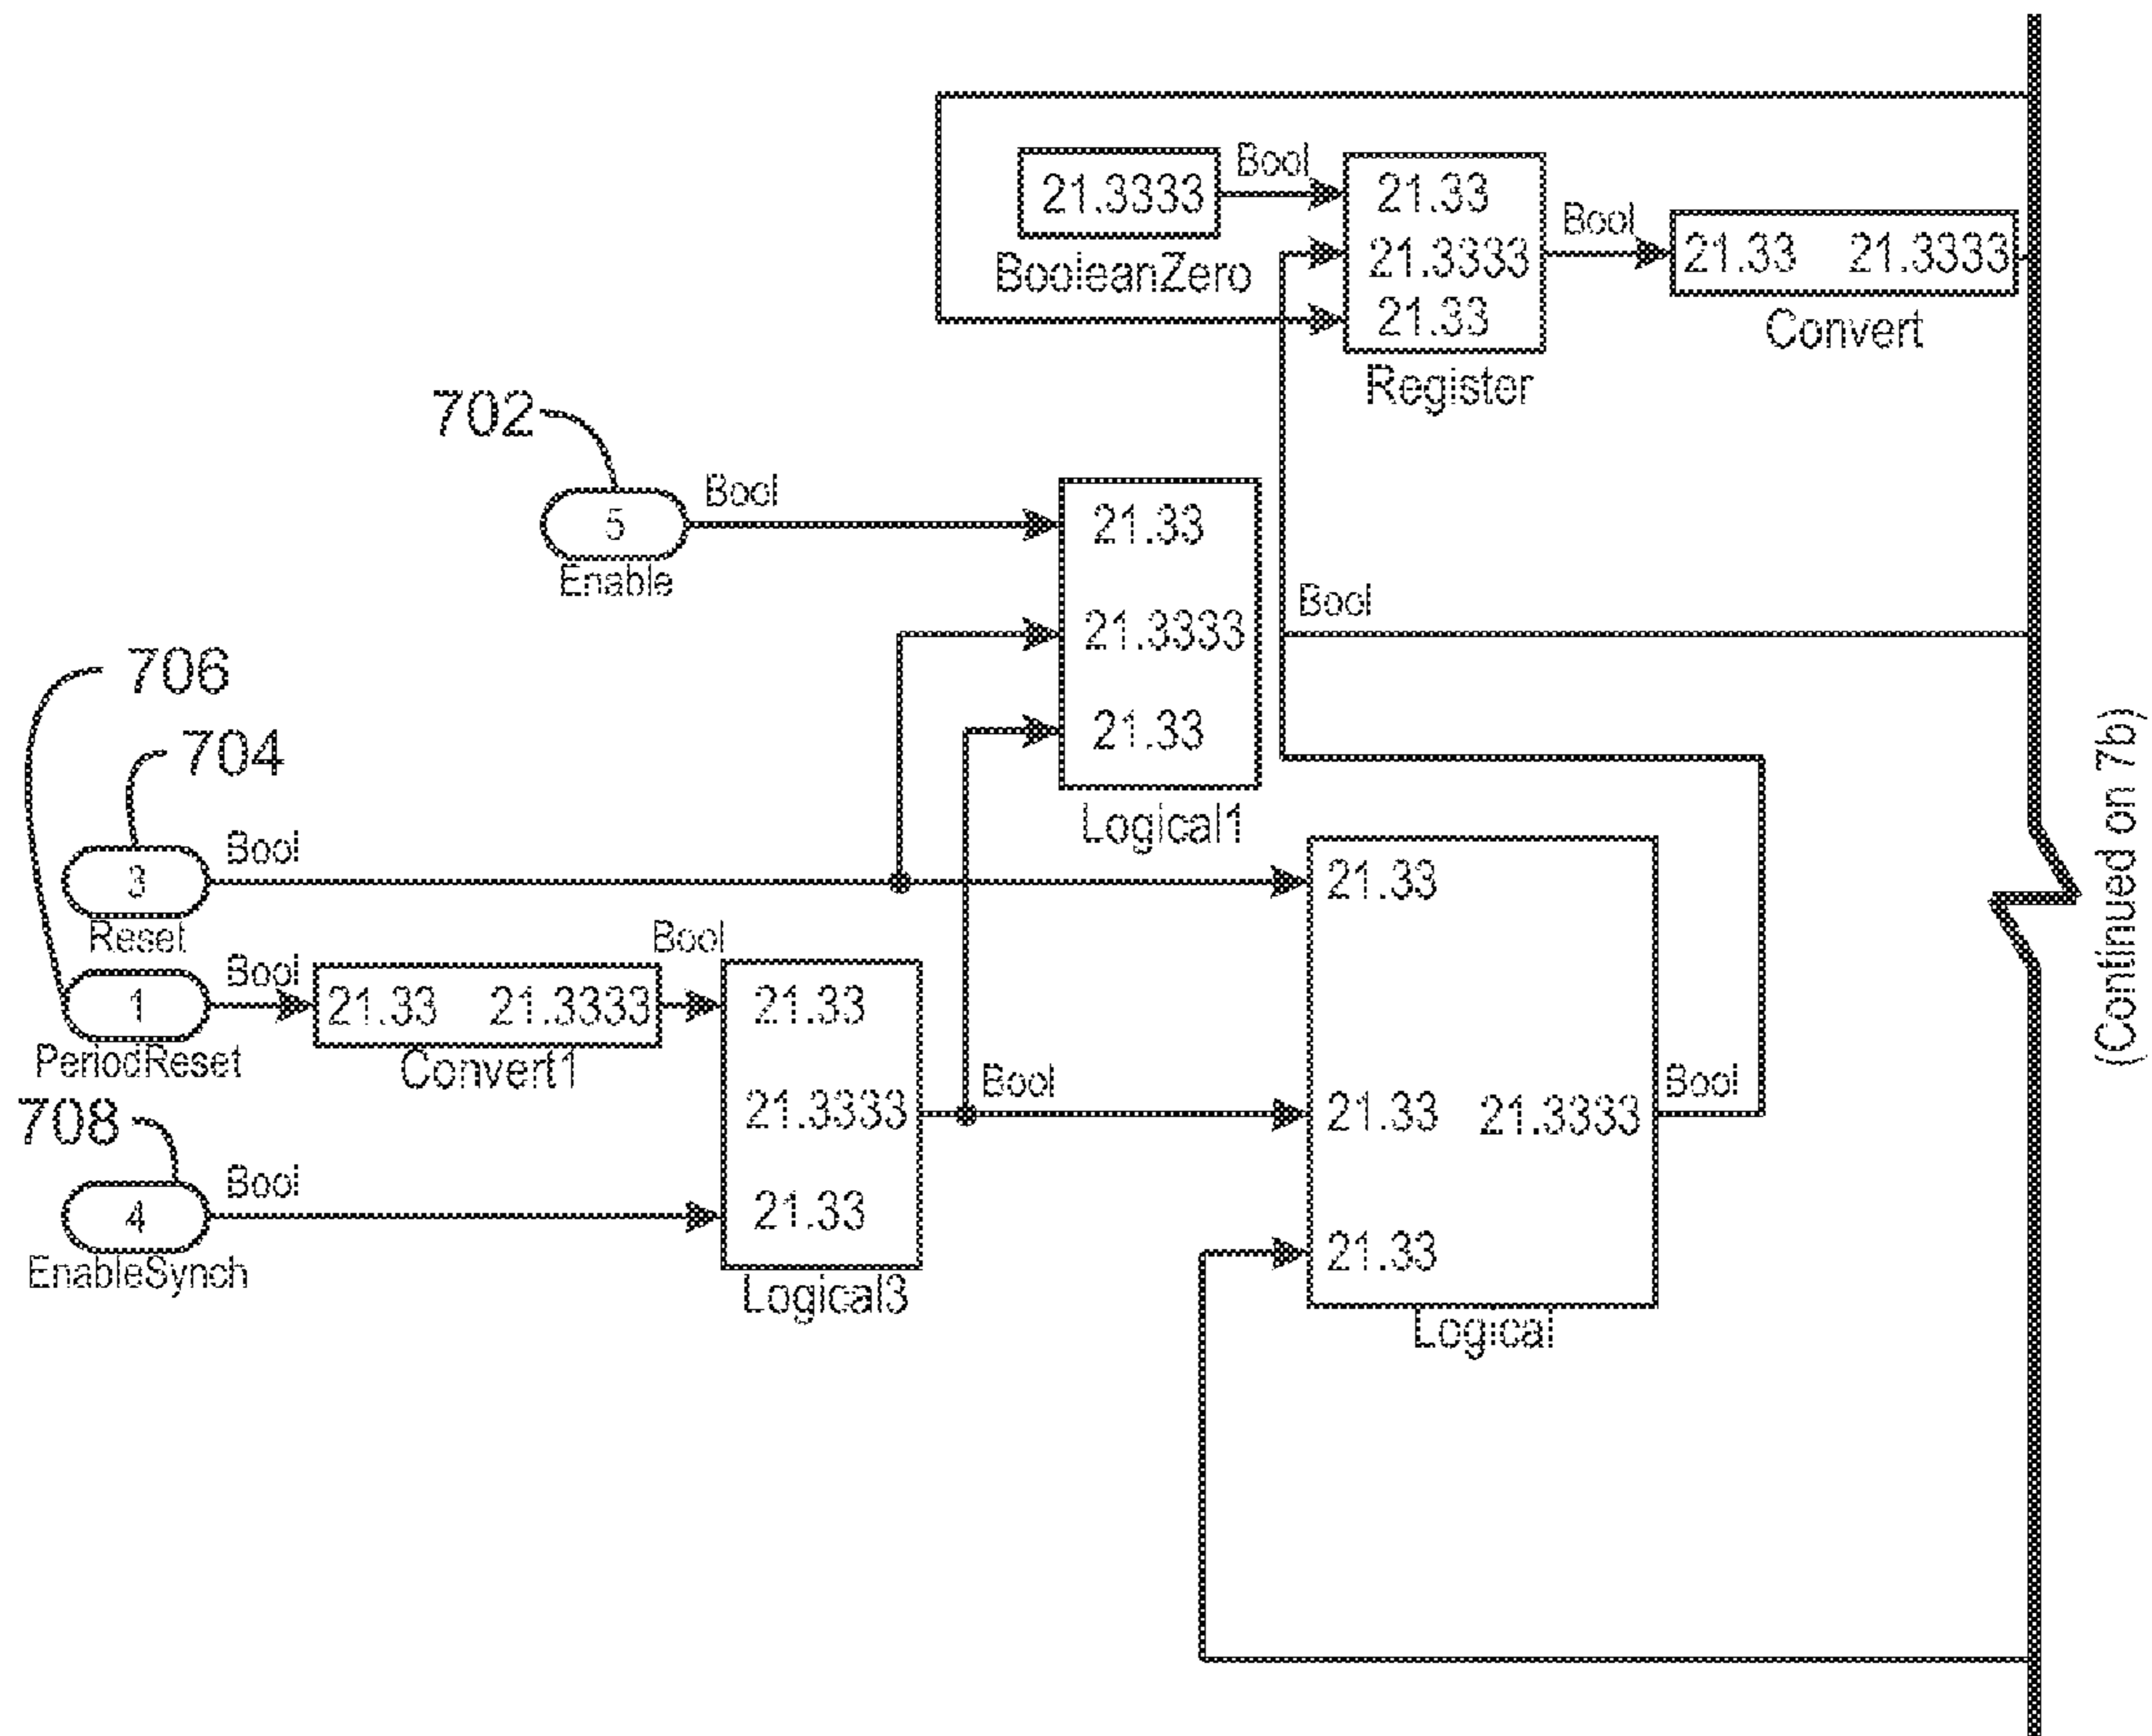 Bool
21.3333
BooleanZero
21.33
21.3333
21.33
Register
Bool
21.33 21.3333
Convert
702
5
Enable
Bool
21.33
21.3333
21.33
Logical1
Bool
706
704
3
Reset
Bool
1
PeriodReset
Bool
21.33 21.3333
Convert1
Bool
21.33
21.3333
21.33
Logical3
Bool
708
4
EnableSynch
Bool
21.33
21.33 21.3333
21.33
Logical
Bool
(Continued on 7b)